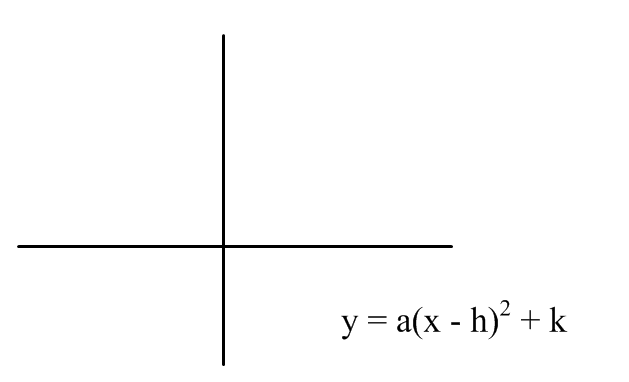 y = a(x - h)² + k